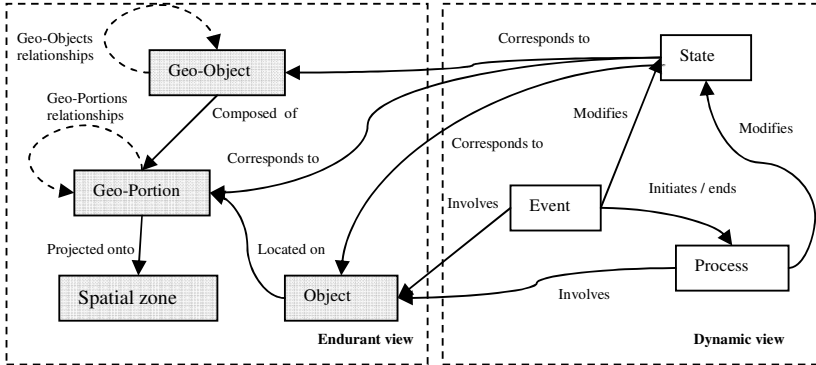 Geo-Objects
relationships
Geo-Object
Corresponds to
State
Geo-Portions
relationships
Composed of
Modifies
Modifies
Corresponds to
Corresponds to
Geo-Portion
Event
Initiates / ends
Involves
Projected onto
Located on
Process
Spatial zone
Object
Involves
Endurant view
Dynamic view